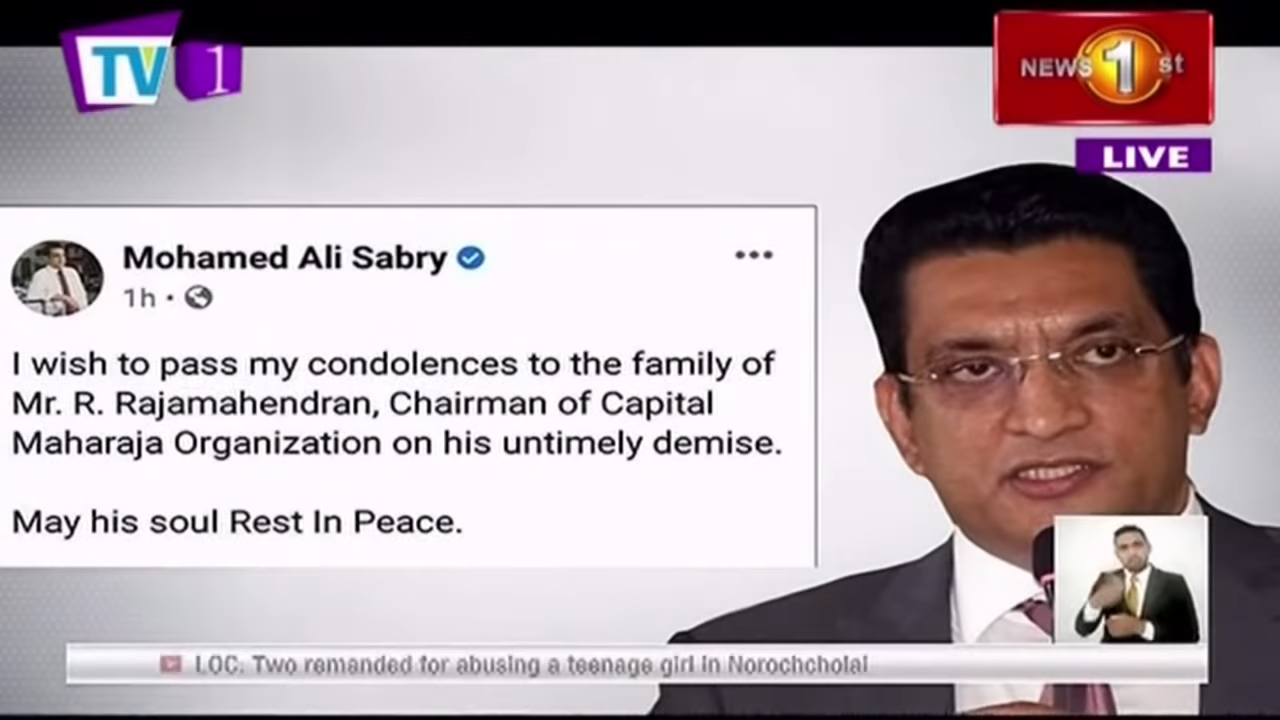 TV 1
NEWS 1st
LIVE
Mohamed Ali Sabry
1h
I wish to pass my condolences to the family of
Mr. R. Rajamahendran, Chairman of Capital
Maharaja Organization on his untimely demise.
May his soul Rest In Peace.
LOC: Two remanded for abusing a teenage girl in Norochcholai